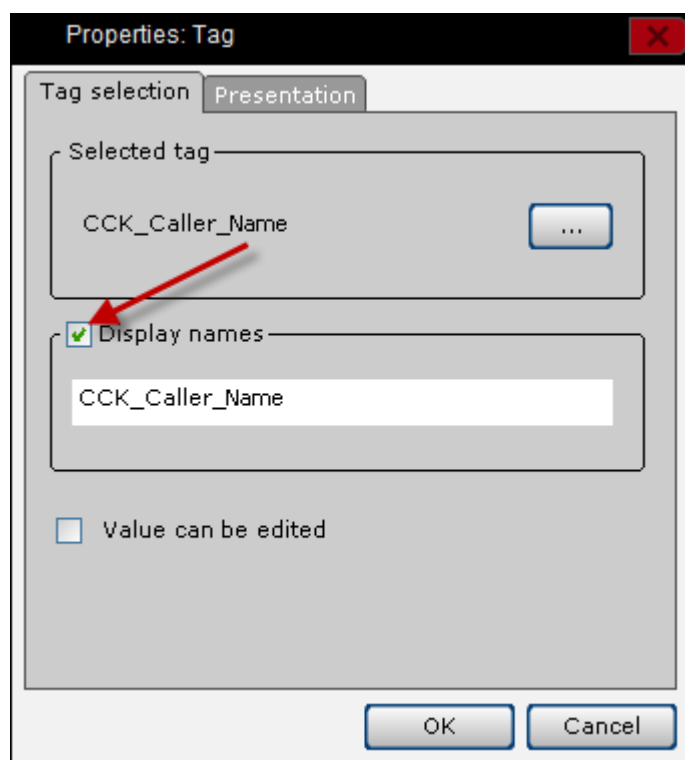 Properties: Tag
Tag selection Presentation
Selected tag
CCK_Caller_Name ...
Display names
CCK_Caller_Name
Value can be edited
OK Cancel